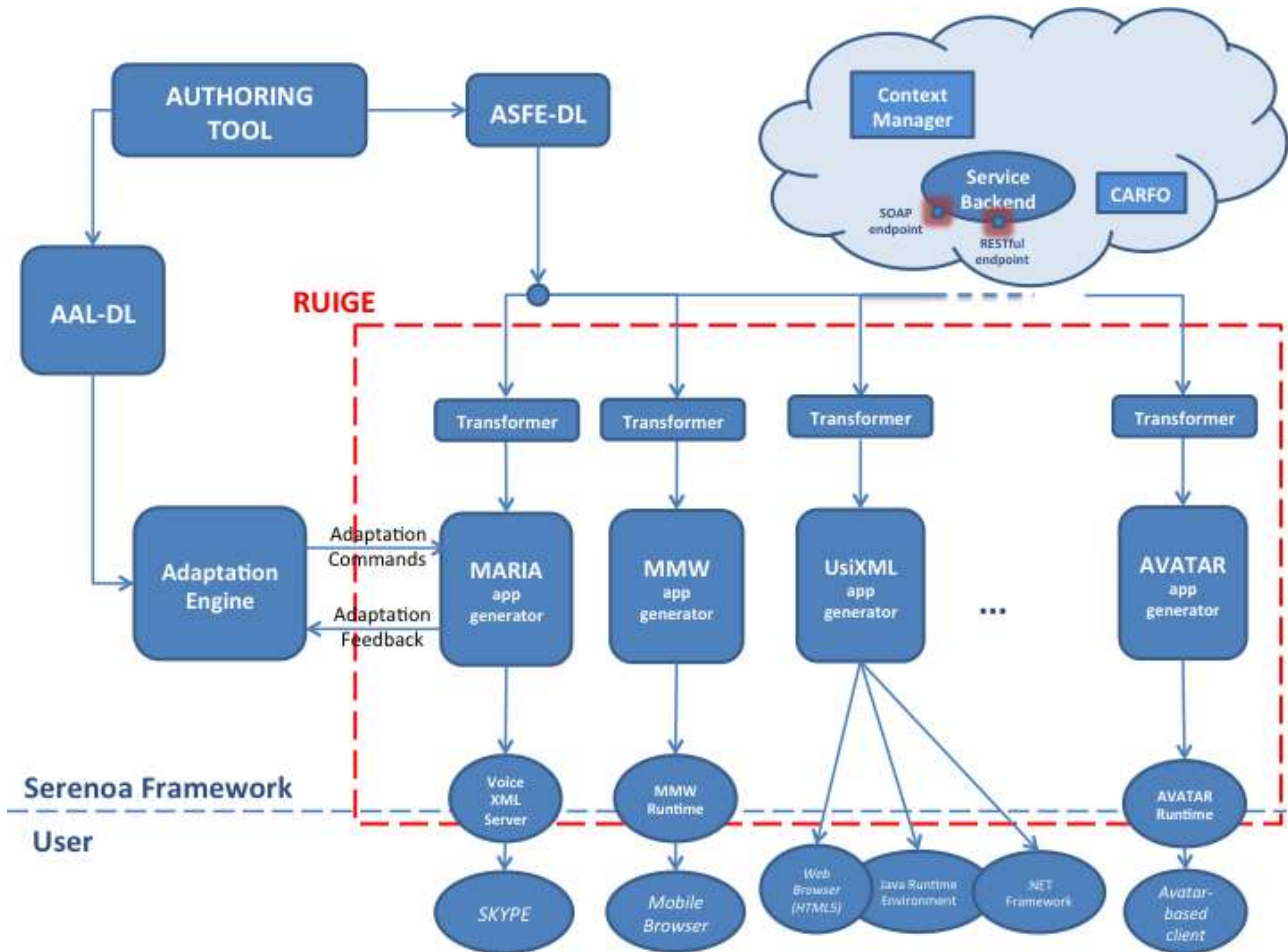 AUTHORING
TOOL
ASFE-DL
Context
Manager
Service
Backend
CARFO
SOAP
endpoint
RESTful
endpoint
AAL-DL
RUIGE
Transformer
Transformer
Transformer
Transformer
Adaptation
Engine
Adaptation
Commands
Adaptation
Feedback
MARIA
app
generator
MMW
app
generator
UsiXML
app
generator
...
AVATAR
app
generator
Serenoa Framework
User
Voice
XML
Server
MMW
Runtime
AVATAR
Runtime
SKYPE
Mobile
Browser
Web
Browser
(HTML5)
Java Runtime
Environment
.NET
Framework
Avatar-
based
client